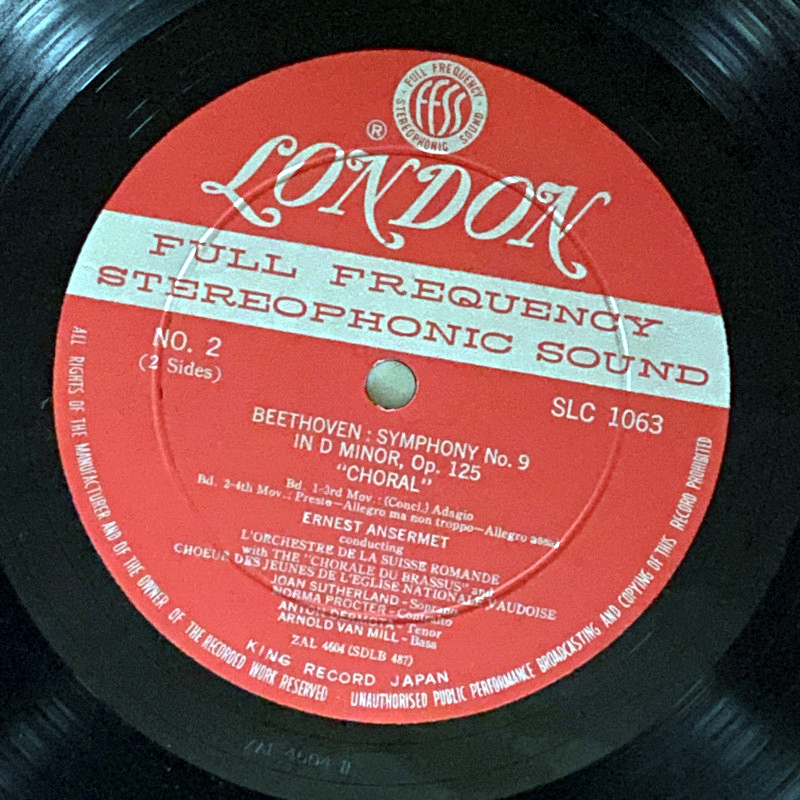 FULL FREQUENCY
FFSS
STEREOPHONIC SOUND
®
LONDON
FULL FREQUENCY
STEREOPHONIC SOUND
NO. 2
(2 Sides)
SLC 1063
BEETHOVEN : SYMPHONY No. 9
IN D MINOR, Op. 125
"CHORAL"
Bd. 1-3rd Mov.: (Concl.) Adagio
Bd. 2-4th Mov.: Presto-Allegro ma non troppo-Allegro assai
ERNEST ANSERMET
conducting
L'ORCHESTRE DE LA SUISSE ROMANDE
with THE "CHORALE DU BRASSUS" and
CHOEUR DES JEUNES DE L'EGLISE NATIONALE VAUDOISE
JOAN SUTHERLAND-Soprano
NORMA PROCTER-Contralto
ANTON DERMOTA-Tenor
ARNOLD VAN MILL-Bass
ZAL 4604 (SDLB 487)
KING RECORD JAPAN
ALL RIGHTS OF THE MANUFACTURER AND OF THE OWNER OF THE RECORDED WORK RESERVED · UNAUTHORISED PUBLIC PERFORMANCE BROADCASTING AND COPYING OF THIS RECORD PROHIBITED